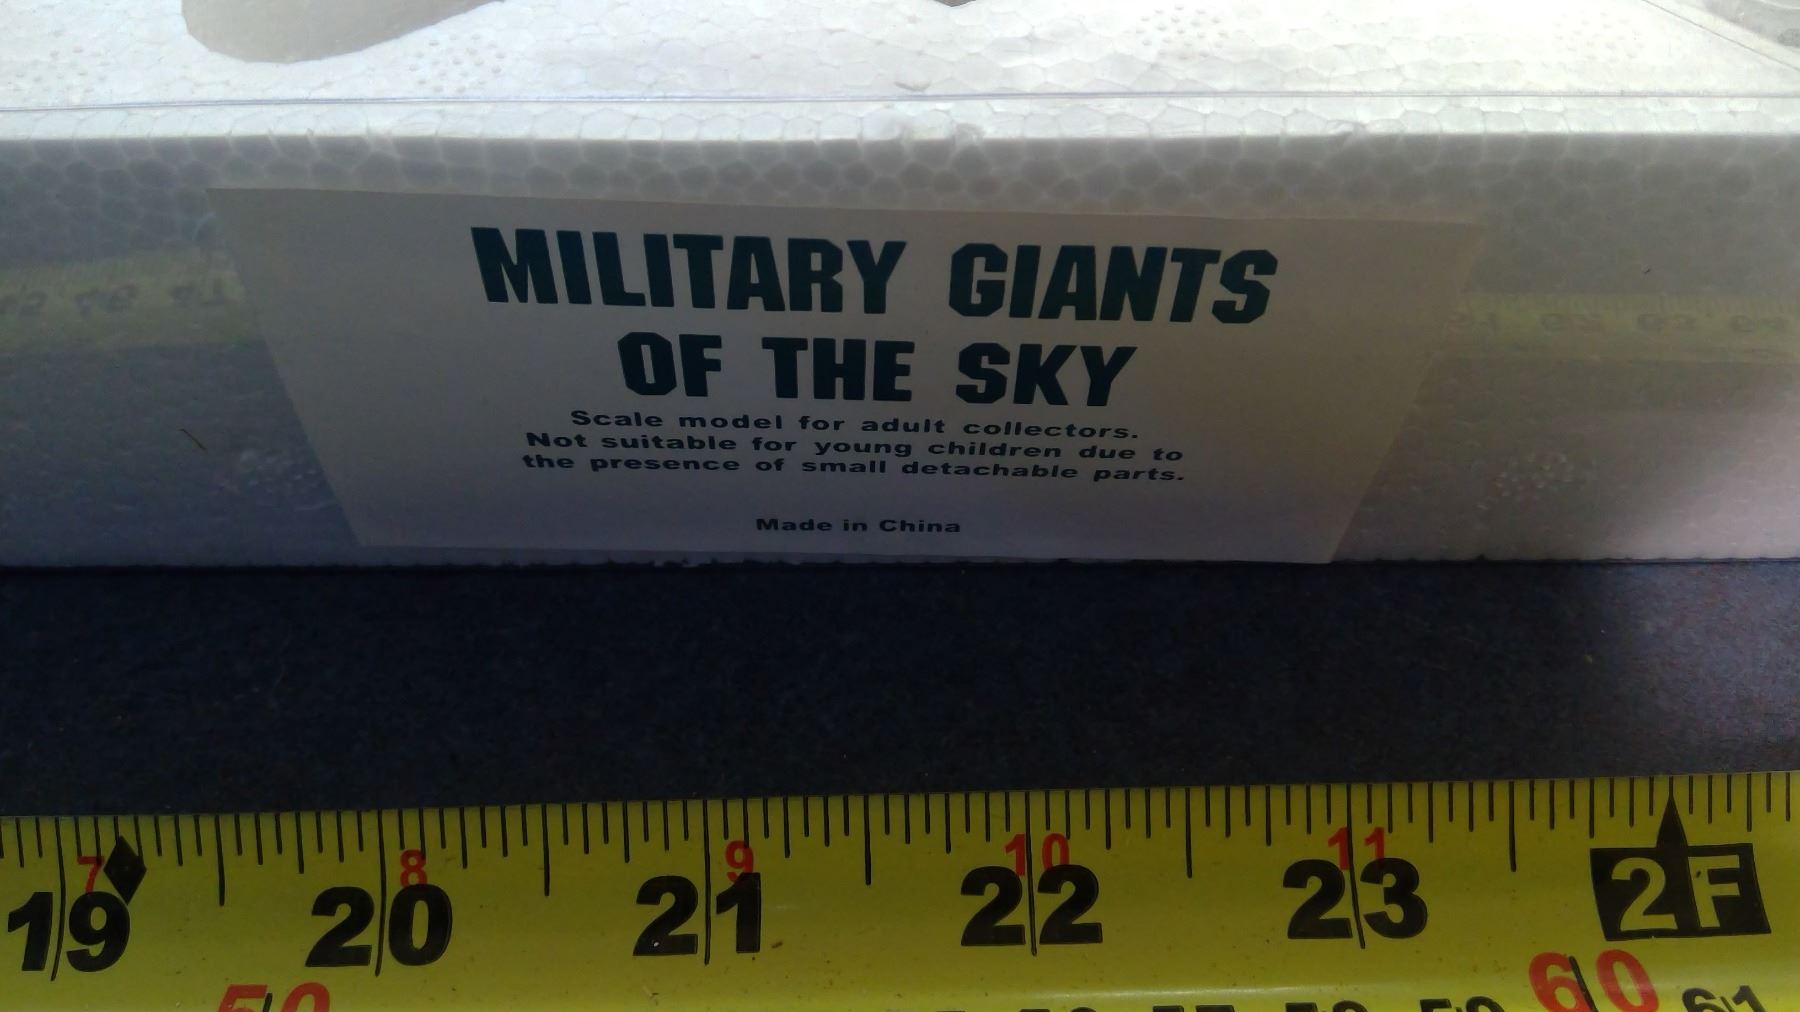 MILITARY GIANTS
OF THE SKY
Scale model for adult collectors.
Not suitable for young children due to
the presence of small detachable parts.
Made in China
7 8 9 10 11
19 20 21 22 23 2F
50 60 61